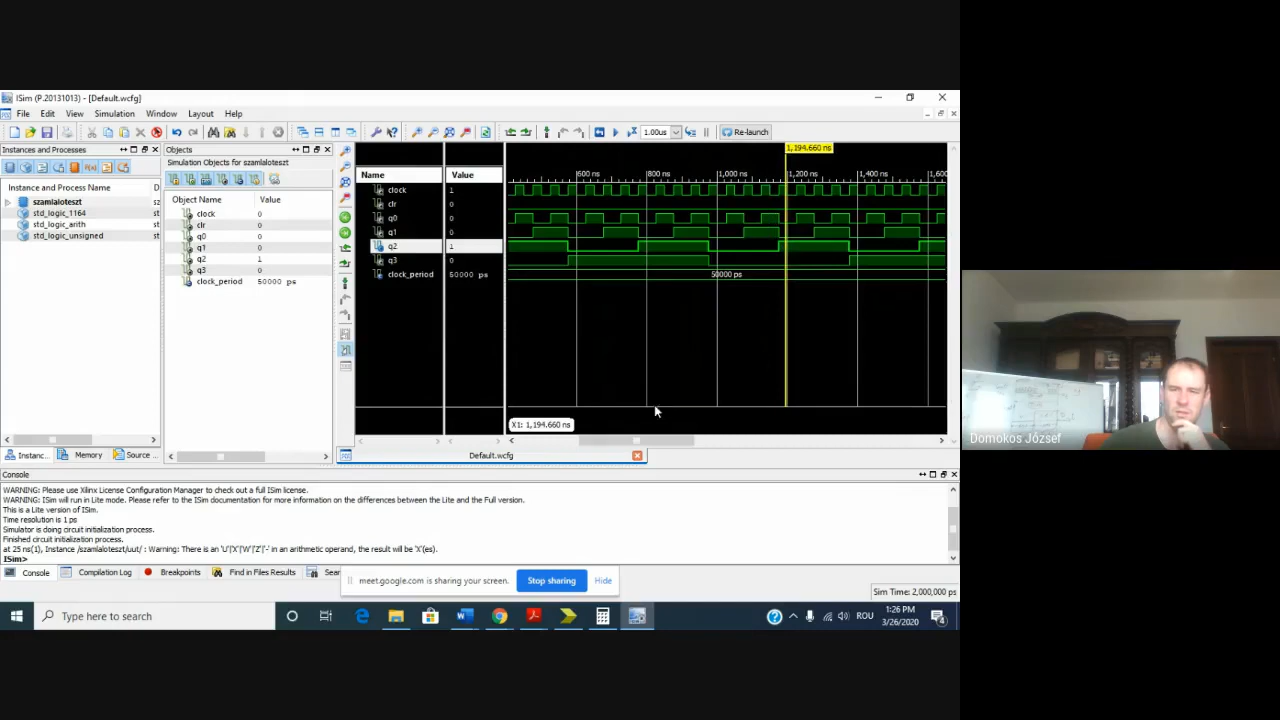 ISim (P.20131013) - [Default.wcfg]
File Edit View Simulation Window Layout Help
1.00us Re-launch
Instances and Processes
Instance and Process Name
szamlaloteszt
std_logic_1164
std_logic_arith
std_logic_unsigned
Instanc... Memory Source ...
Objects
Simulation Objects for szamlaloteszt
Object Name Value
clock 0
clr 0
q0 0
q1 0
q2 1
q3 0
clock_period 50000 ps
Name Value
clock 1
clr 0
q0 0
q1 0
q2 1
q3 0
clock_period 50000 ps
1,194.660 ns
600 ns 800 ns 1,000 ns 1,200 ns 1,400 ns 1,600
50000 ps
X1: 1,194.660 ns
Default.wcfg
Console
WARNING: Please use Xilinx License Configuration Manager to check out a full ISim license.
WARNING: ISim will run in Lite mode. Please refer to the ISim documentation for more information on the differences between the Lite and the Full version.
This is a Lite version of ISim.
Time resolution is 1 ps
Simulator is doing circuit initialization process.
Finished circuit initialization process.
at 25 ns(1), Instance /szamlaloteszt/uut/ : Warning: There is an 'U'|'X'|'W'|'Z'|'-' in an arithmetic operand, the result will be 'X'(es).
ISim>
Console Compilation Log Breakpoints Find in Files Results Sear
meet.google.com is sharing your screen. Stop sharing Hide
Sim Time: 2,000,000 ps
Type here to search
ROU
1:26 PM
3/26/2020
4
Domokos József